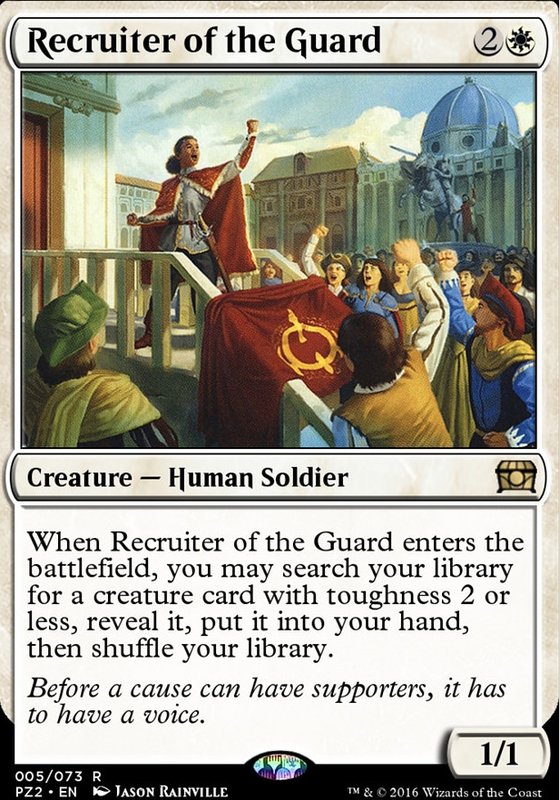 Recruiter of the Guard 2
Creature — Human Soldier
When Recruiter of the Guard enters the
battlefield, you may search your library
for a creature card with toughness 2 or
less, reveal it, put it into your hand,
then shuffle your library.
Before a cause can have supporters, it has
to have a voice.
1/1
005/073 R
PZ2 • EN Jason Rainville
™ & © 2016 Wizards of the Coast